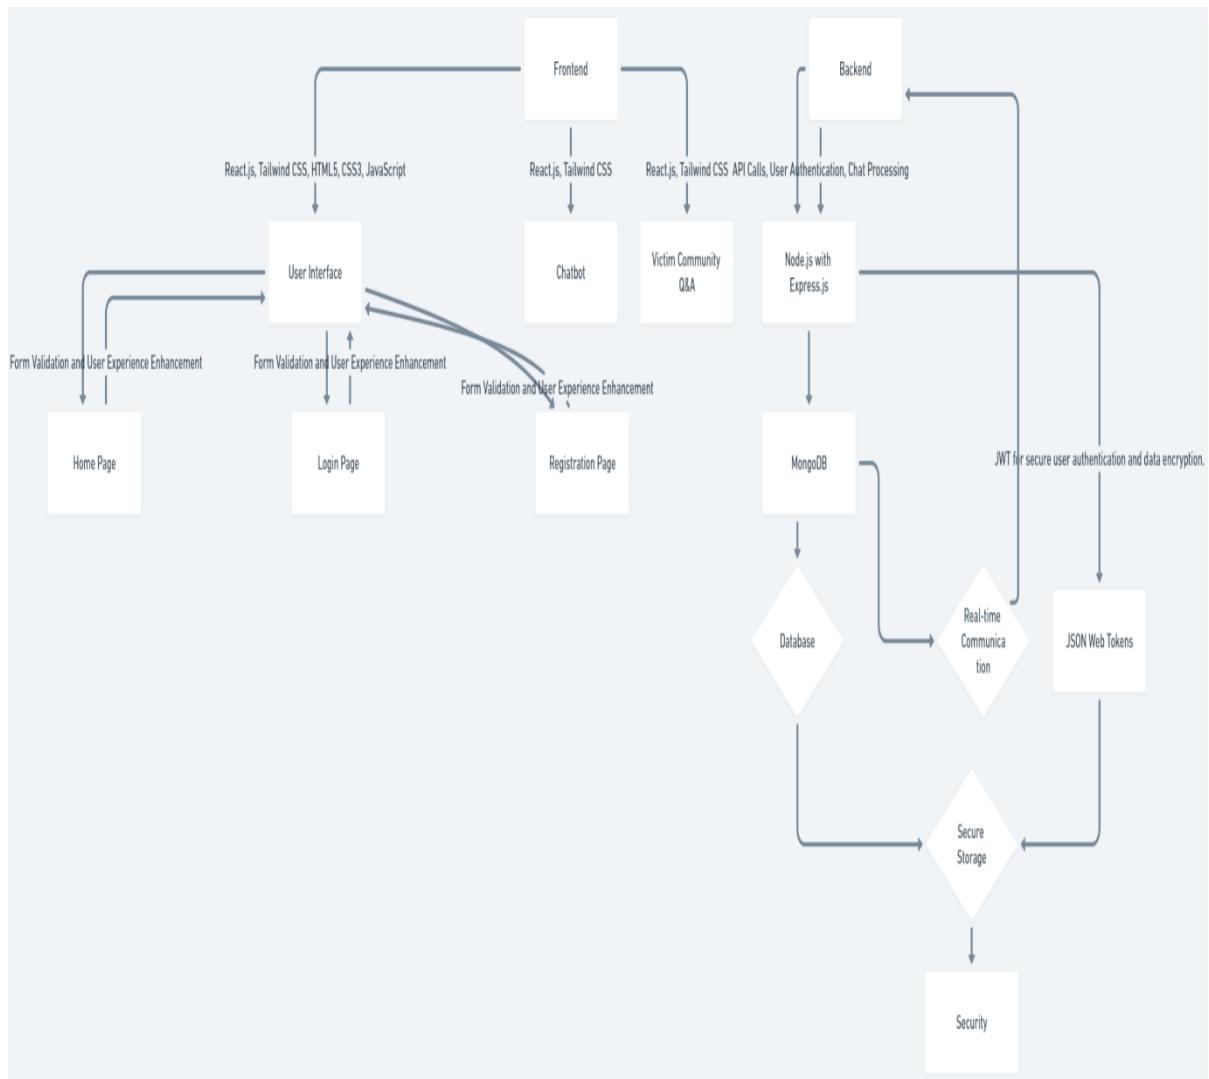 Frontend
Backend
React.js, Tailwind CSS, HTML5, CSS3, JavaScript
React.js, Tailwind CSS
React.js, Tailwind CSS
API Calls, User Authentication, Chat Processing
User Interface
Chatbot
Victim Community
Q&A
Node.js with
Express.js
Form Validation and User Experience Enhancement
Form Validation and User Experience Enhancement
Form Validation and User Experience Enhancement
Home Page
Login Page
Registration Page
MongoDB
JWT for secure user authentication and data encryption.
Database
Real-time
Communica
tion
JSON Web Tokens
Secure
Storage
Security